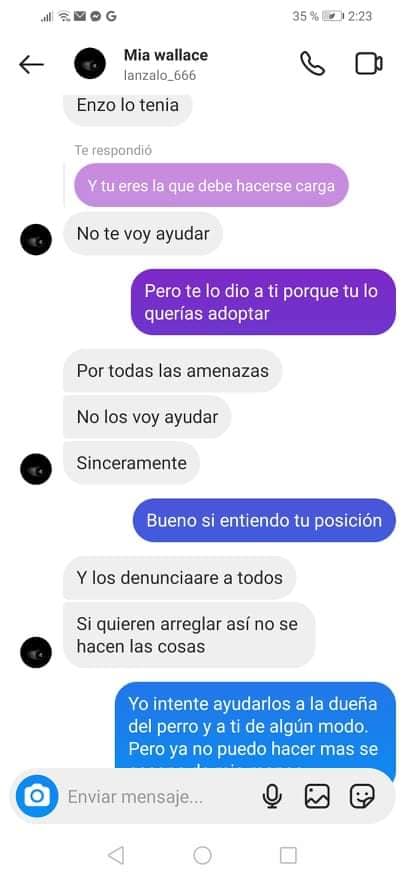 35 % 2:23
Mia wallace
lanzalo_666
Enzo lo tenia
Te respondió
Y tu eres la que debe hacerse carga
No te voy ayudar
Pero te lo dio a ti porque tu lo
querías adoptar
Por todas las amenazas
No los voy ayudar
Sinceramente
Bueno si entiendo tu posición
Y los denunciaare a todos
Si quieren arreglar así no se
hacen las cosas
Yo intente ayudarlos a la dueña
del perro y a ti de algún modo.
Pero ya no puedo hacer mas se
Enviar mensaje...